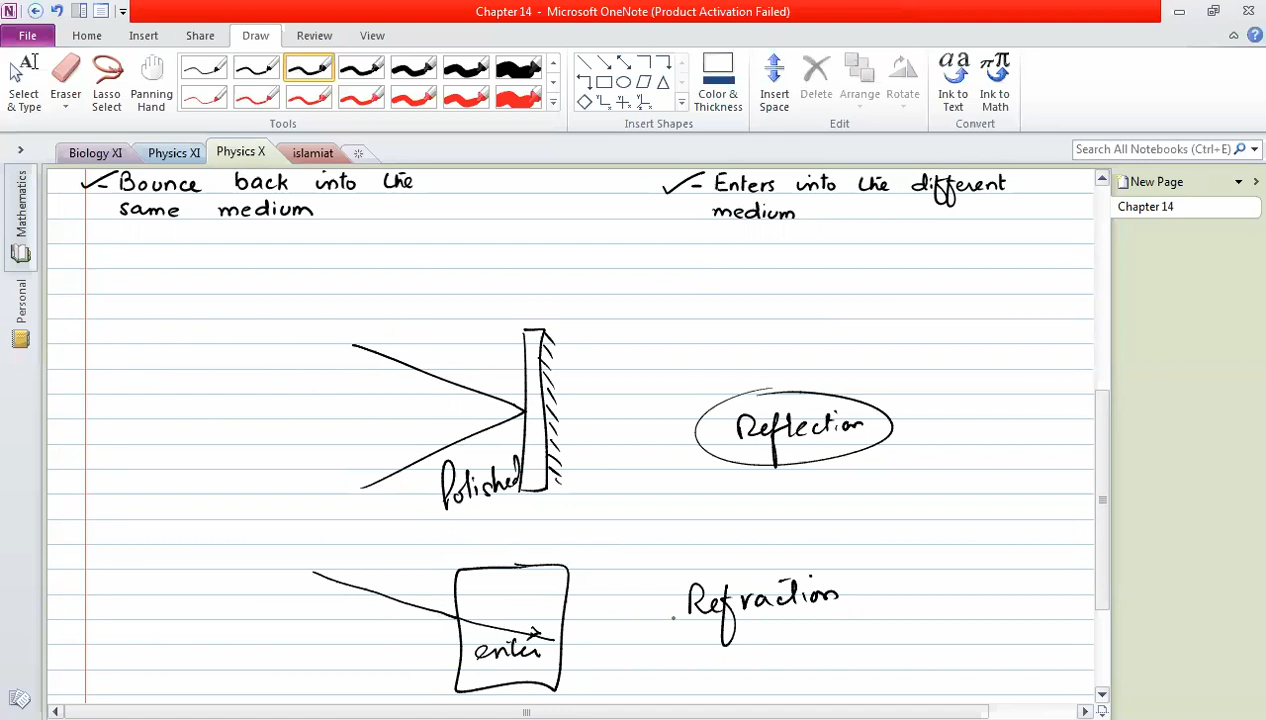 Chapter 14 - Microsoft OneNote (Product Activation Failed)
File Home Insert Share Draw Review View
Select & Type
Eraser
Lasso Select
Panning Hand
Color & Thickness
Insert Space
Delete
Arrange
Rotate
Ink to Text
Ink to Math
Tools
Insert Shapes
Edit
Convert
Biology XI Physics XI Physics X islamiat
Search All Notebooks (Ctrl+E)
New Page
Chapter 14
Mathematics
Personal
- Bounce back into the
same medium
- Enters into the different
medium
Polished
Reflection
enter
Refraction